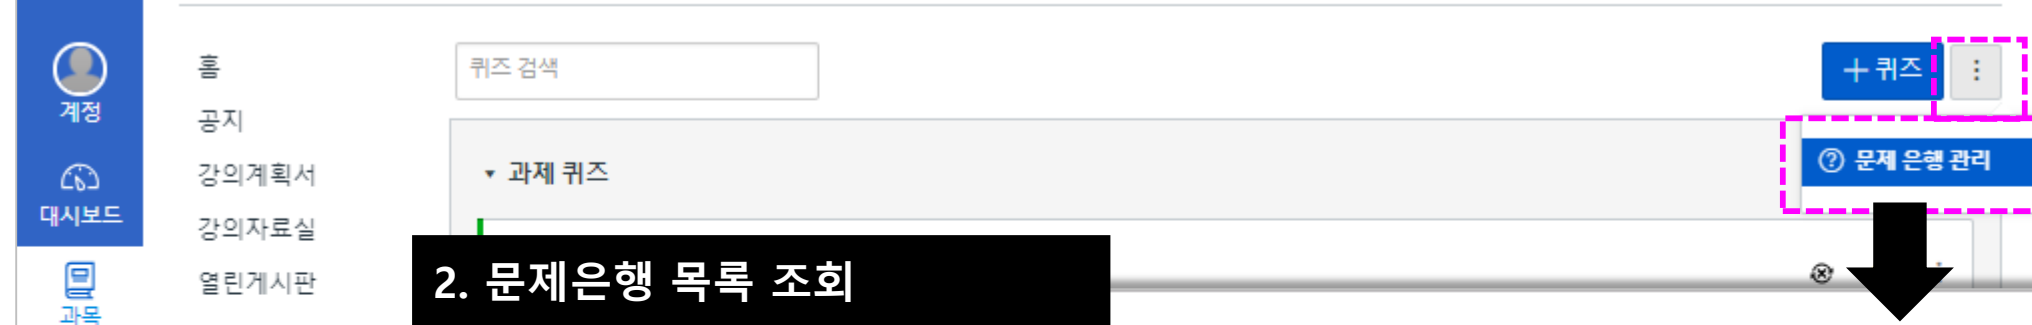 계정
대시보드
과목
홈
공지
강의계획서
강의자료실
열린게시판
퀴즈 검색
+ 퀴즈
문제 은행 관리
과제 퀴즈
2. 문제은행 목록 조회